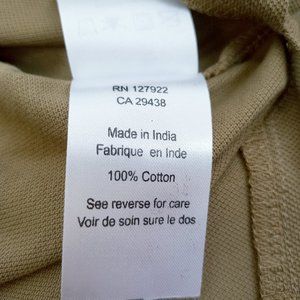 RN 127922
CA 29438
Made in India
Fabrique en Inde
100% Cotton
See reverse for care
Voir de soin sure le dos